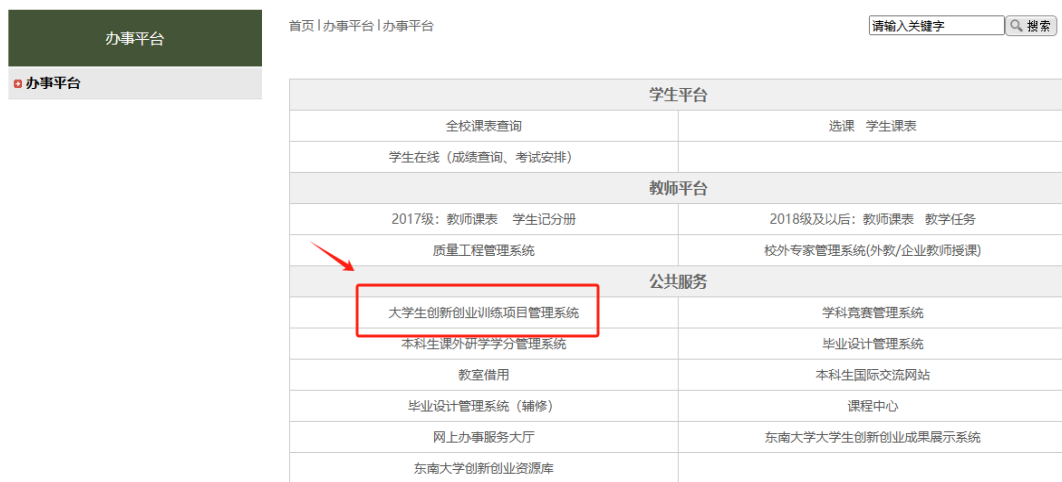 办事平台
首页 | 办事平台 | 办事平台
请输入关键字 搜索
办事平台
学生平台
全校课表查询 选课 学生课表
学生在线（成绩查询、考试安排）
教师平台
2017级：教师课表 学生记分册 2018级及以后：教师课表 教学任务
质量工程管理系统 校外专家管理系统(外教/企业教师授课)
公共服务
大学生创新创业训练项目管理系统 学科竞赛管理系统
本科生课外研学学分管理系统 毕业设计管理系统
教室借用 本科生国际交流网站
毕业设计管理系统（辅修） 课程中心
网上办事服务大厅 东南大学大学生创新创业成果展示系统
东南大学创新创业资源库